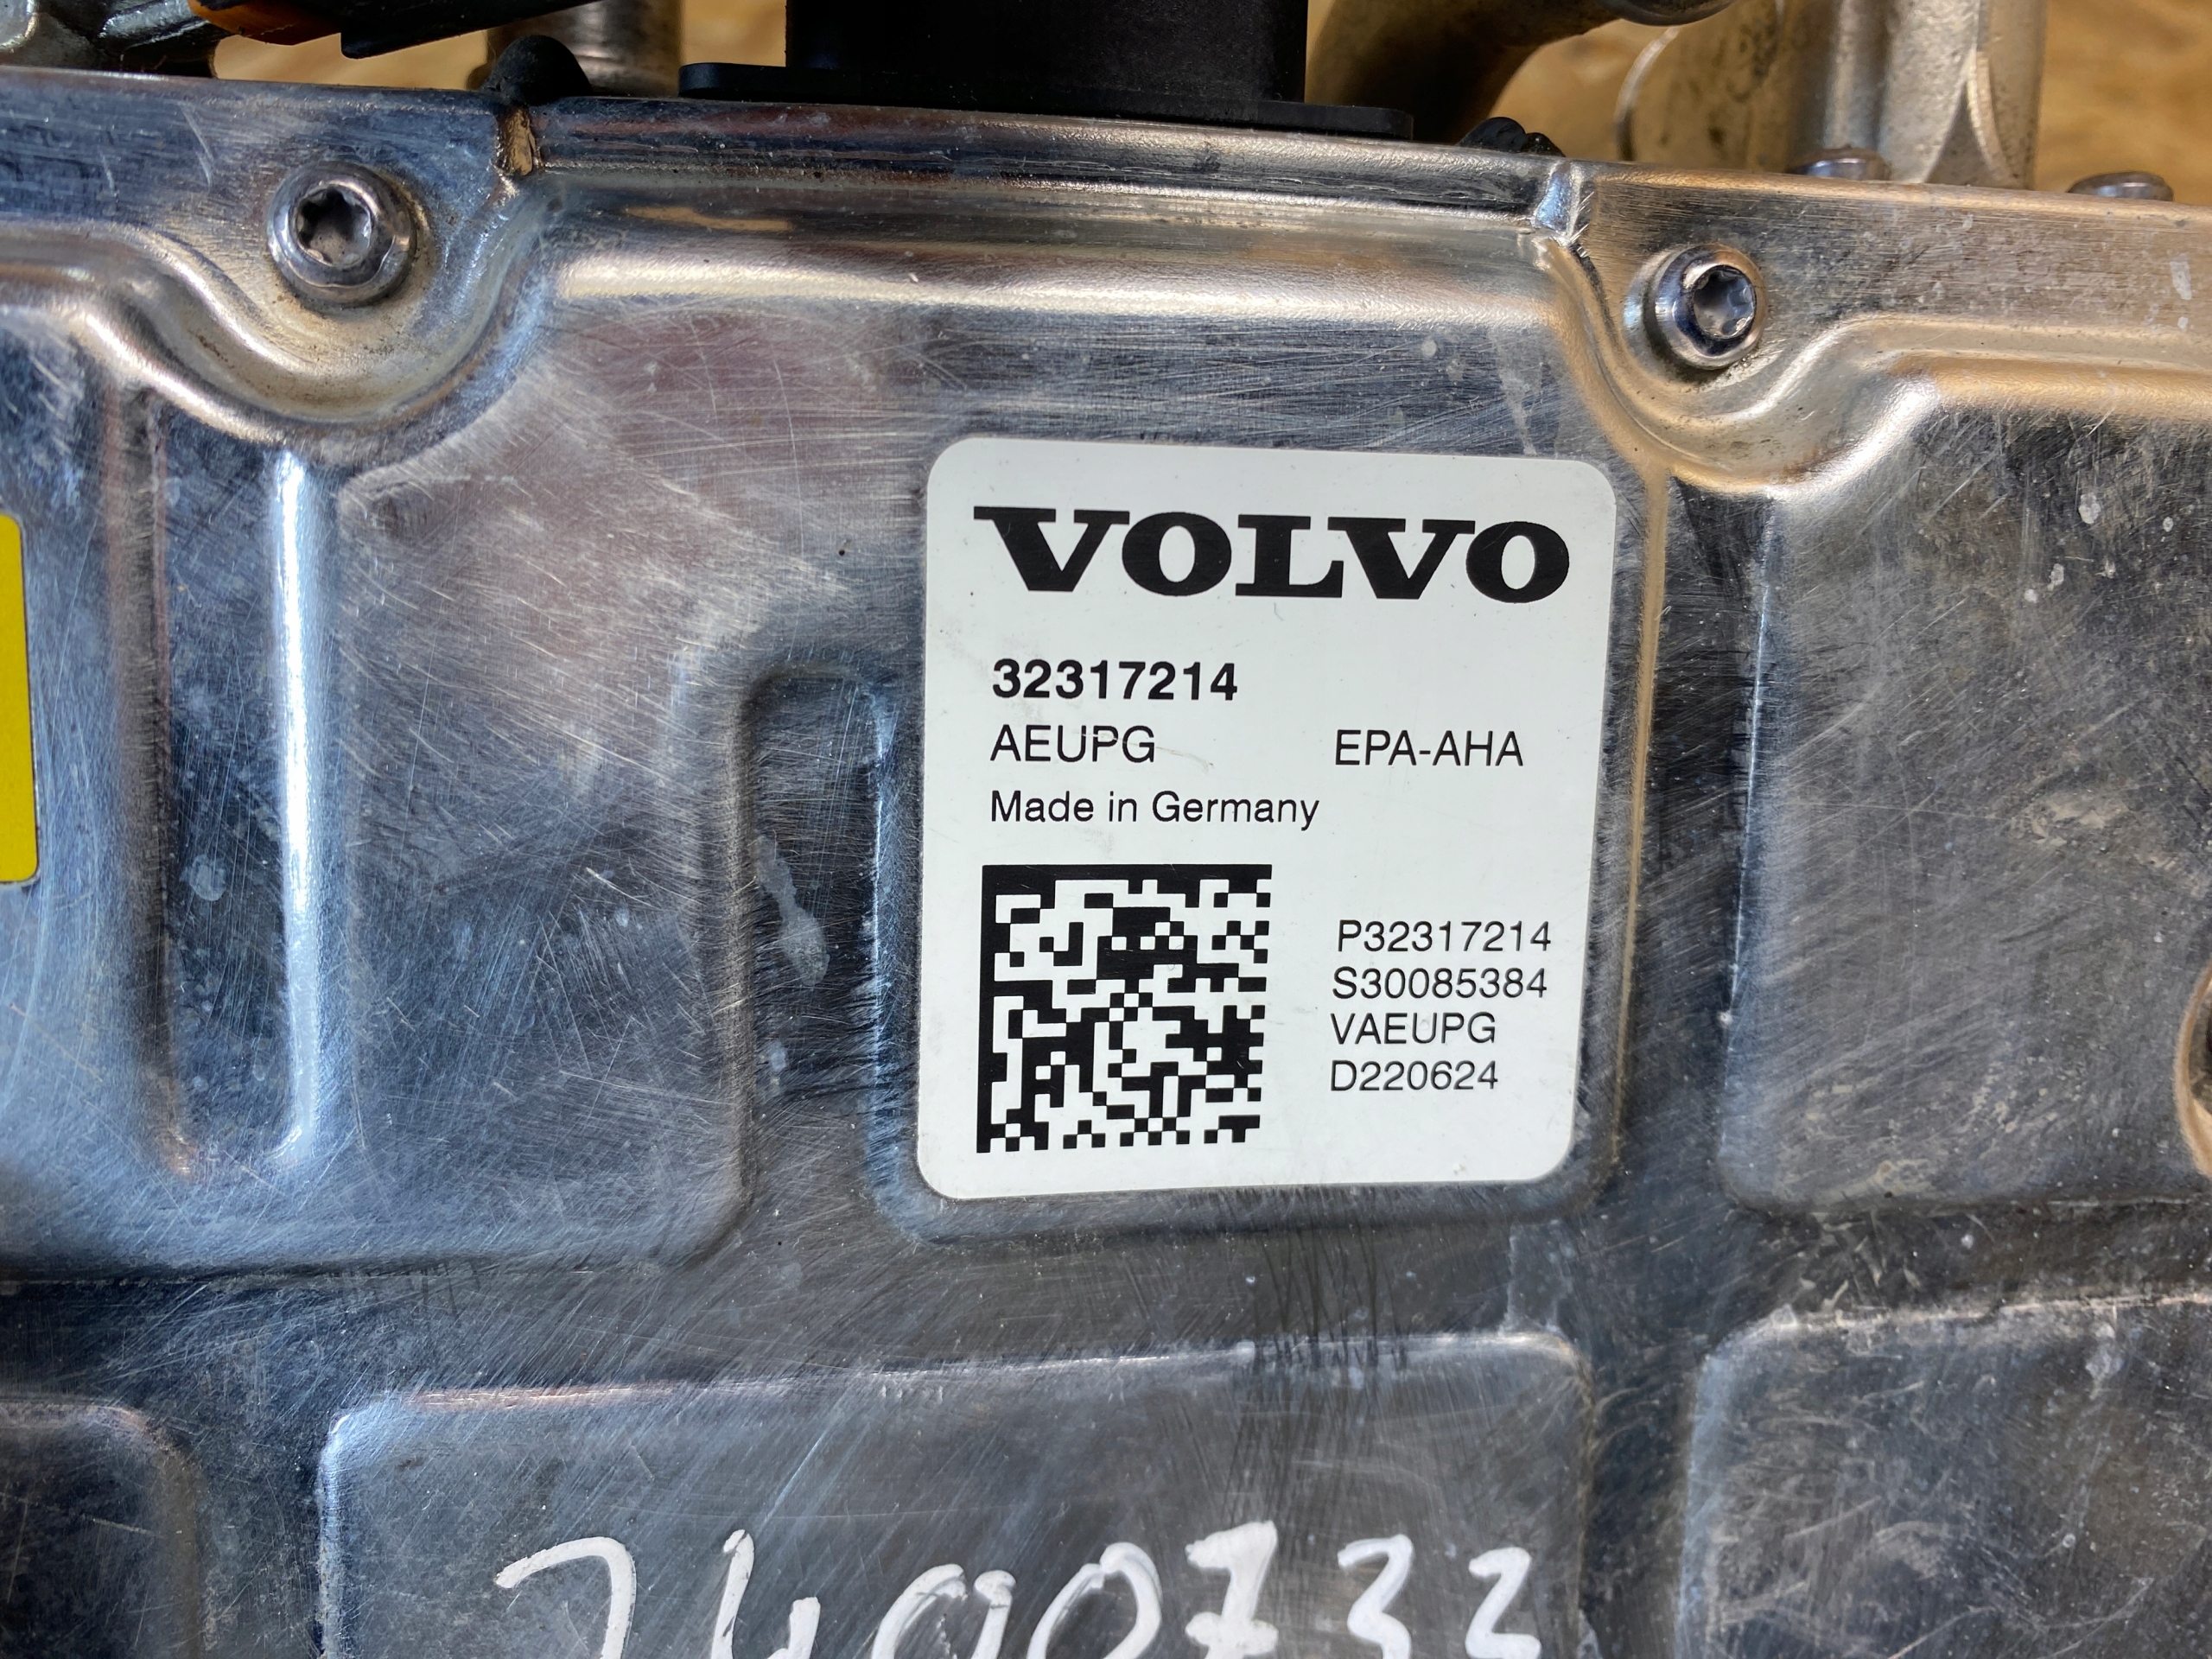 VOLVO
32317214
AEUPG EPA-AHA
Made in Germany
P32317214
S30085384
VAEUPG
D220624